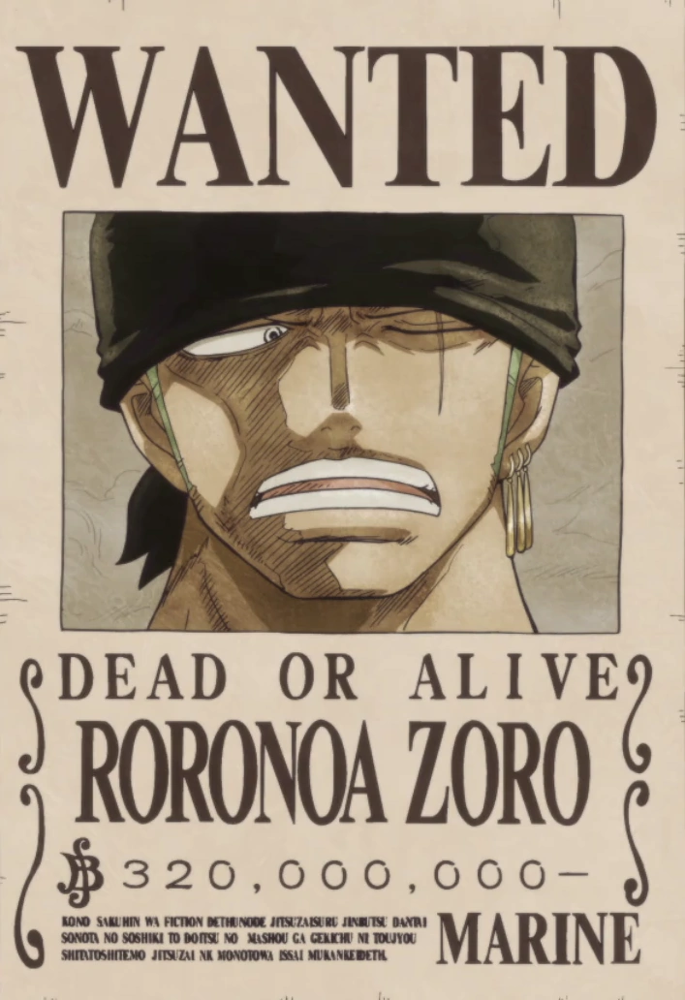 WANTED
DEAD OR ALIVE
RORONOA ZORO
฿320,000,000–
KONO SAKUHIN WA FICTION DETHUNODE JITSUZAISURU JINBUTSU DANTAI
SONOTA NO SOSHIKI TO DOITSU NO MASHOU GA GEKICHU NI TOUJYOU
SHITATOSHITEMO JITSUZAI NK MONOTOWA ISSAI MUKANKEIDETH.
MARINE